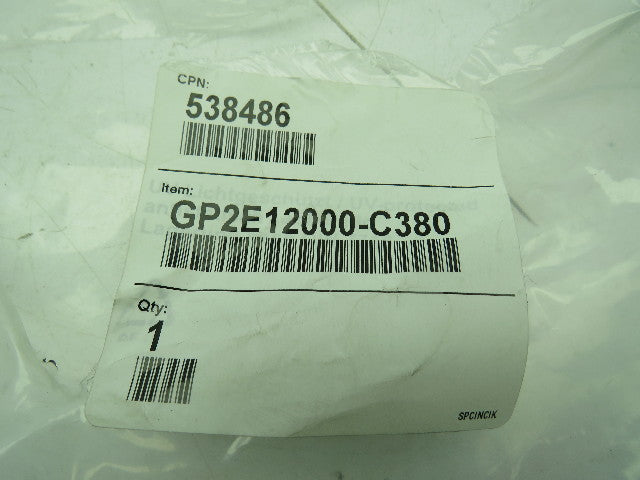 CPN:
538486
Item:
GP2E12000-C380
Qty:
1
SPCINCIK